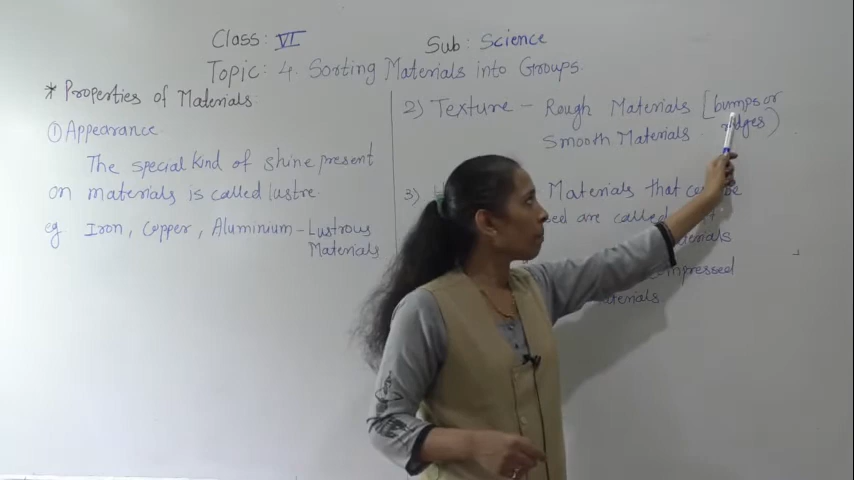 Class: VI
Sub: Science
Topic: 4. Sorting Materials into Groups.
* Properties of Materials
① Appearance
The special kind of shine present
on materials is called lustre.
eg. Iron, Copper, Aluminium - Lustrous
Materials
2) Texture - Rough Materials [bumps or
ridges)
Smooth Materials
3) Materials that can be
are called
compressed